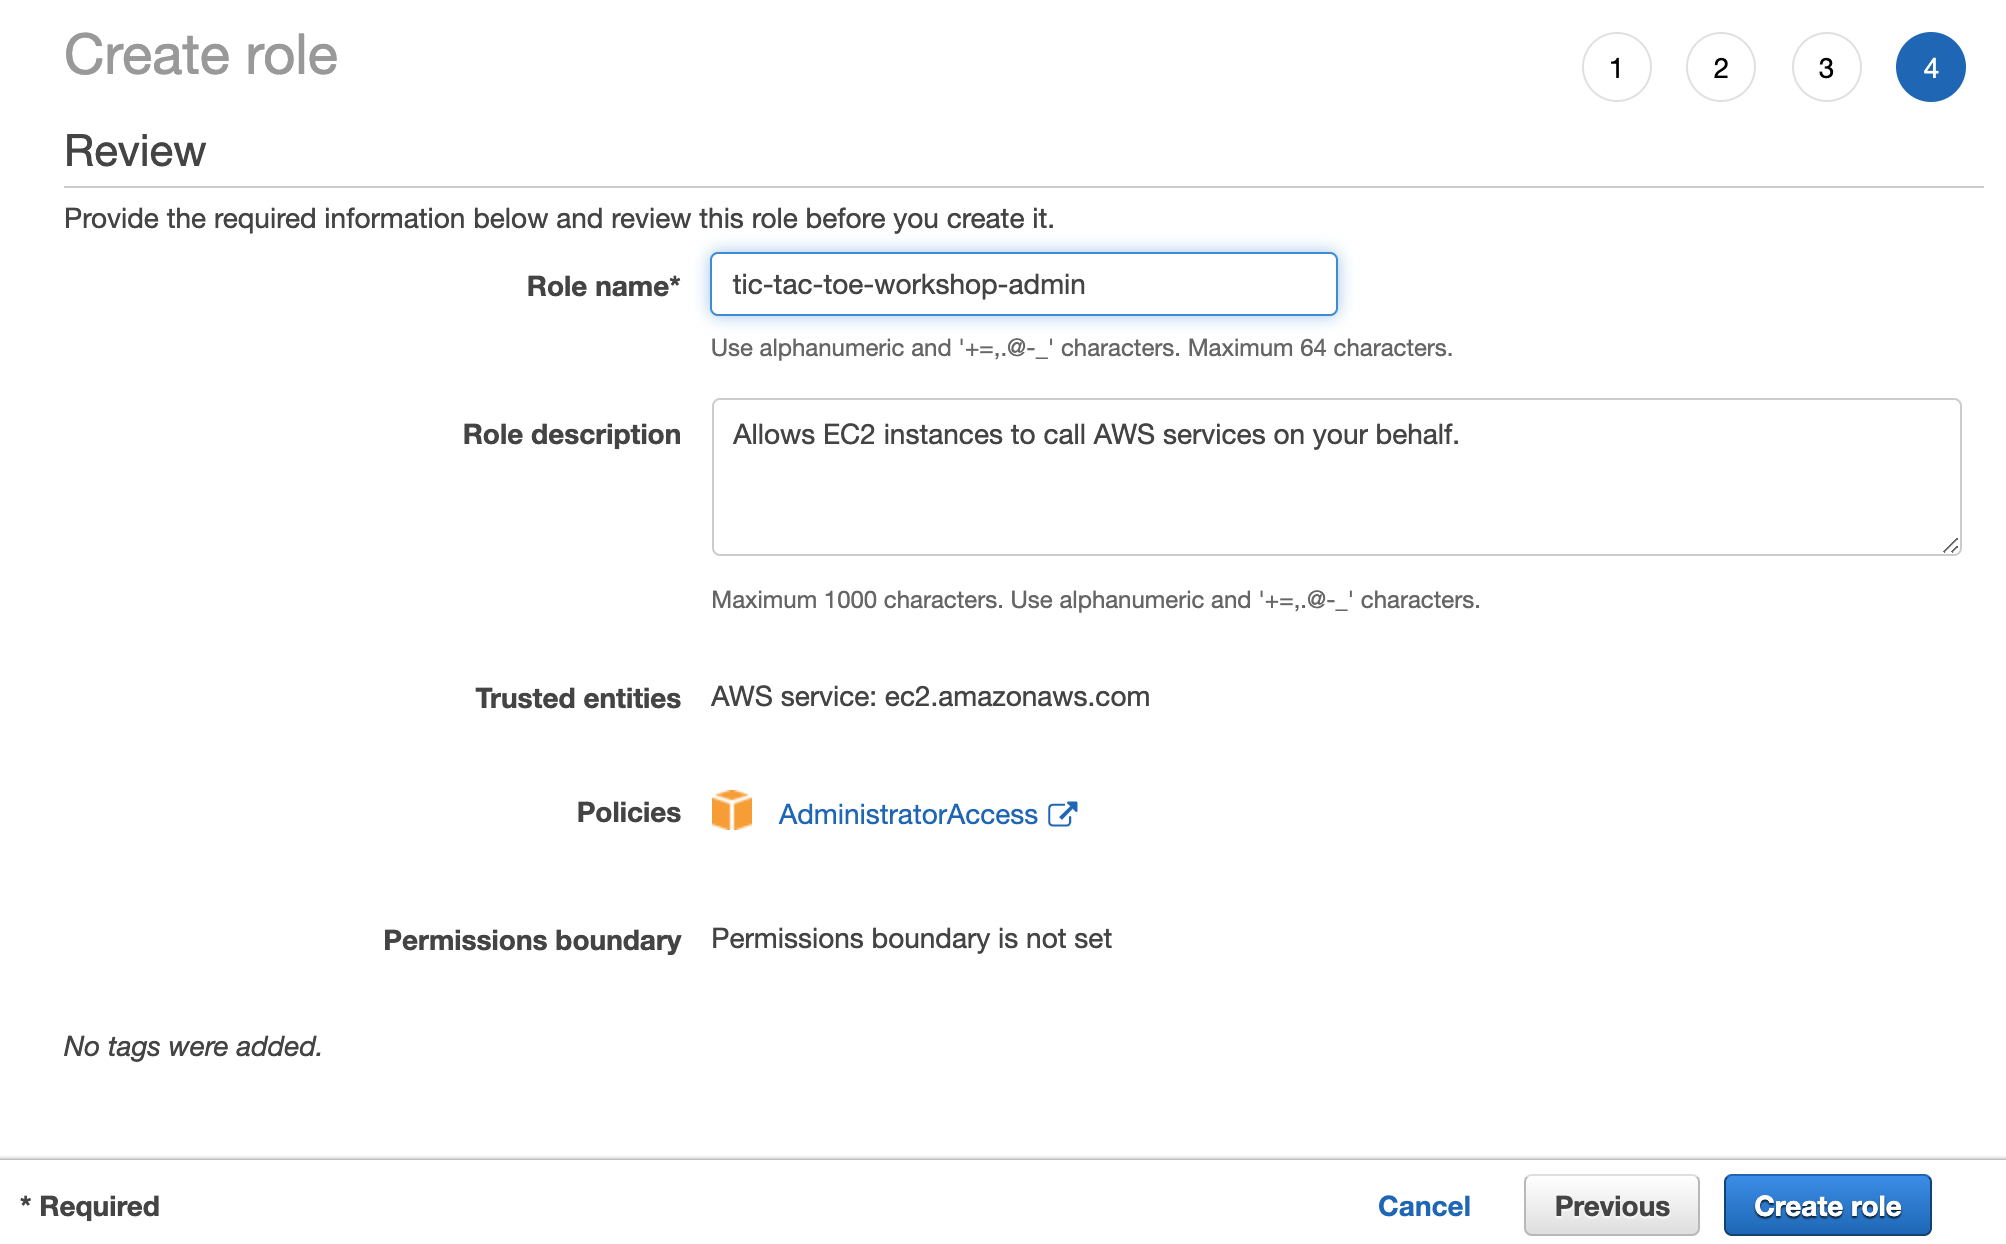 Create role
1 2 3 4
Review
Provide the required information below and review this role before you create it.
Role name* tic-tac-toe-workshop-admin
Use alphanumeric and '+=,.@-_' characters. Maximum 64 characters.
Role description Allows EC2 instances to call AWS services on your behalf.
Maximum 1000 characters. Use alphanumeric and '+=,.@-_' characters.
Trusted entities AWS service: ec2.amazonaws.com
Policies AdministratorAccess
Permissions boundary Permissions boundary is not set
No tags were added.
* Required Cancel Previous Create role